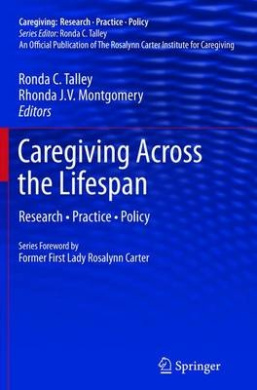 Caregiving: Research • Practice • Policy
Series Editor: Ronda C. Talley
An Official Publication of The Rosalynn Carter Institute for Caregiving
Ronda C. Talley
Rhonda J.V. Montgomery
Editors
Caregiving Across
the Lifespan
Research • Practice • Policy
Series Foreword by
Former First Lady Rosalynn Carter
Springer